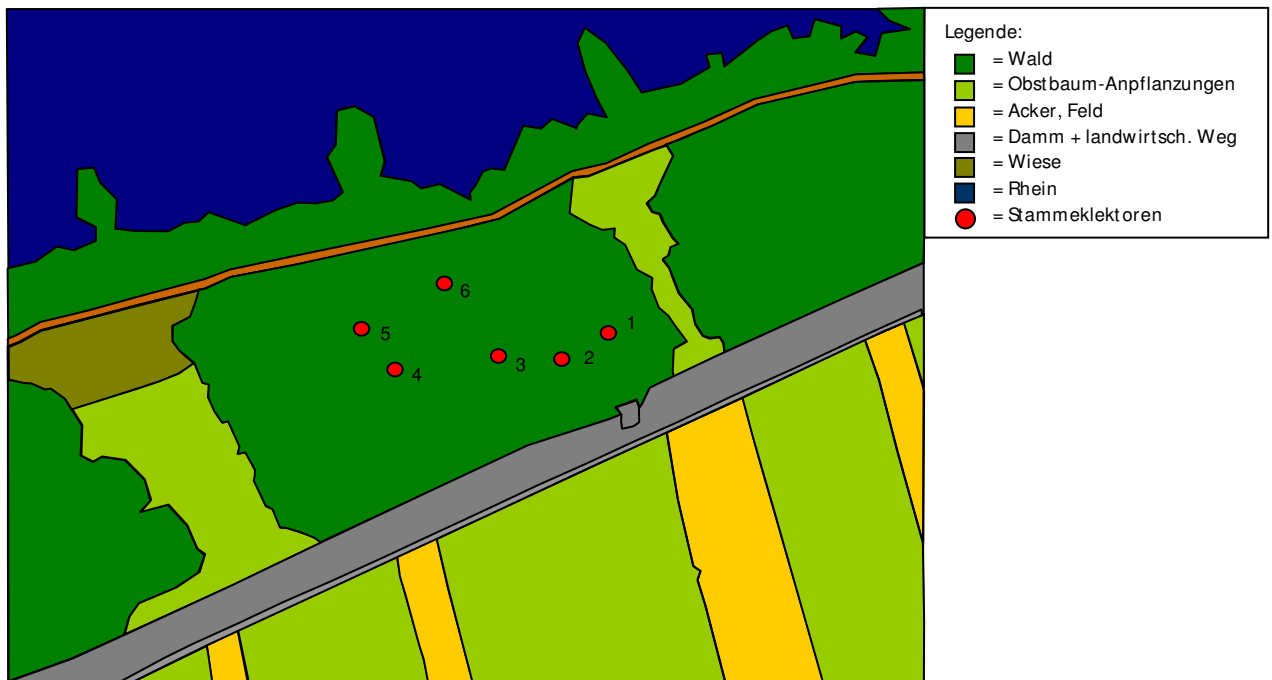 Legende:
= Wald
= Obstbaum-Anpflanzungen
= Acker, Feld
= Damm + landwirtsch. Weg
= Wiese
= Rhein
= Stammeklektoren
6
1
5
2
3
4